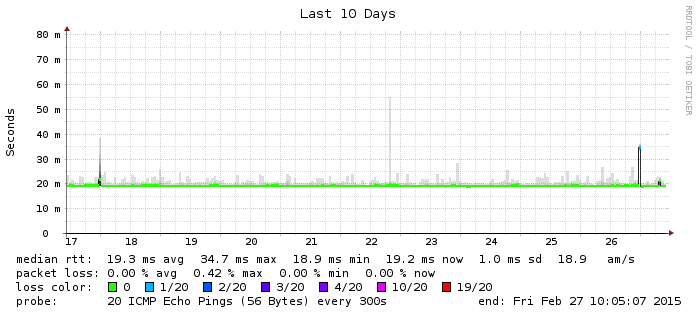 Last 10 Days
RRDTOOL / TOBI OETIKER
Seconds
80 m
70 m
60 m
50 m
40 m
30 m
20 m
10 m
0
17 18 19 20 21 22 23 24 25 26
median rtt: 19.3 ms avg 34.7 ms max 18.9 ms min 19.2 ms now 1.0 ms sd 18.9 am/s
packet loss: 0.00 % avg 0.42 % max 0.00 % min 0.00 % now
loss color: 0 1/20 2/20 3/20 4/20 10/20 19/20
probe: 20 ICMP Echo Pings (56 Bytes) every 300s end: Fri Feb 27 10:05:07 2015